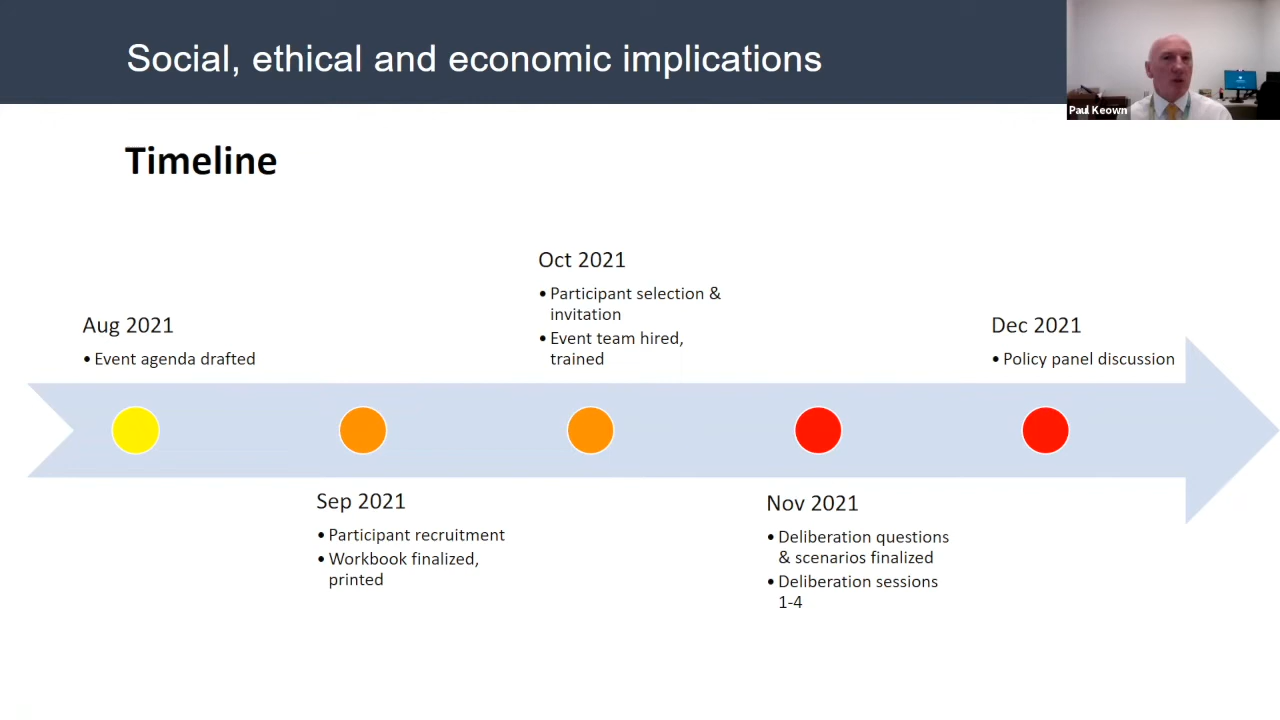 Social, ethical and economic implications
Paul Keown
Timeline
Aug 2021
• Event agenda drafted
Sep 2021
• Participant recruitment
• Workbook finalized,
printed
Oct 2021
• Participant selection &
invitation
• Event team hired,
trained
Nov 2021
• Deliberation questions
& scenarios finalized
• Deliberation sessions
1-4
Dec 2021
• Policy panel discussion